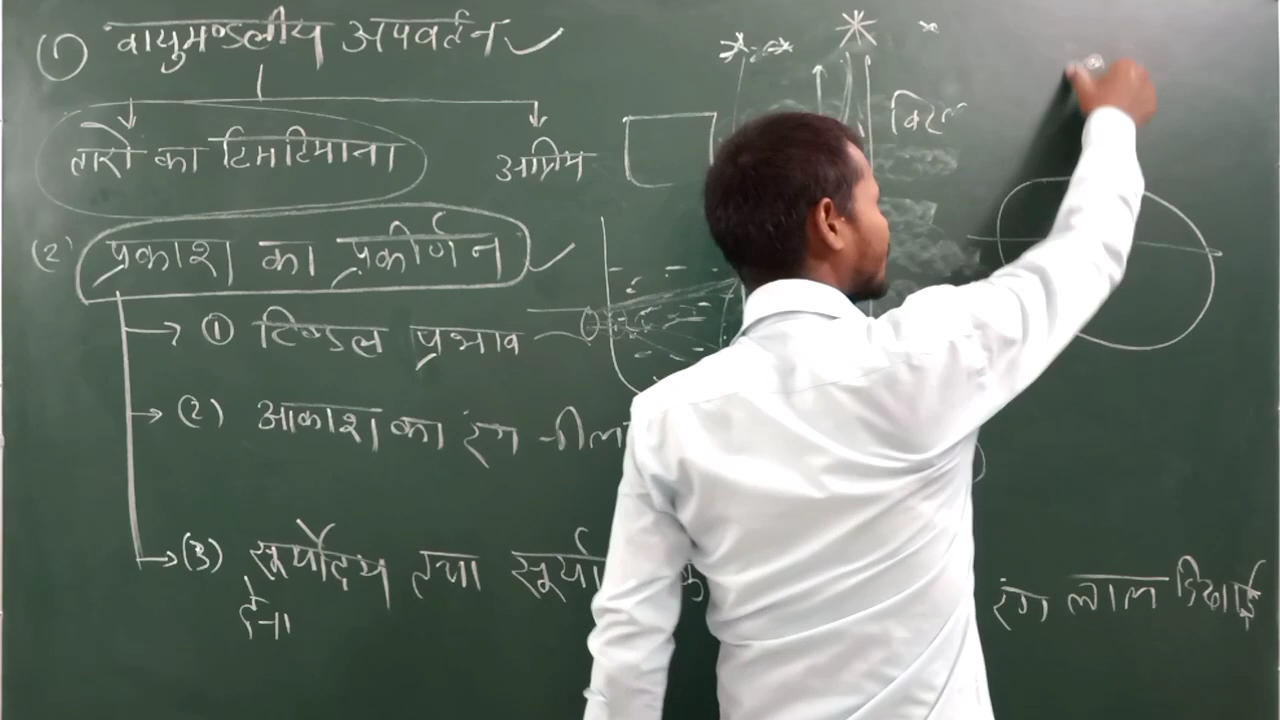 (1) वायुमण्डलीय अपवर्तन
तारो का टिमटिमाना
अग्रिम
(2) प्रकाश का प्रकीर्णन
① टिण्डल प्रभाव
(2) आकाश का रंग नीला
(3) सूर्योदय तथा सूर्या रंग लाल दिखाई
देना